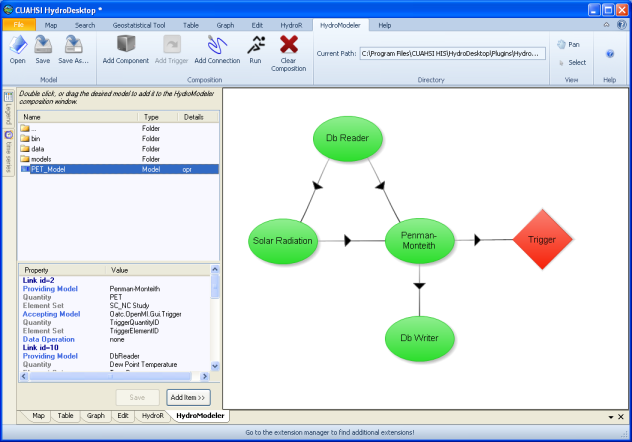 CUAHSI HydroDesktop *
File Map Search Geostatistical Tool Table Graph Edit HydroR HydroModeler Help
Open Save Save As... Add Component Add Trigger Add Connection Run Clear Composition Current Path: C:\Program Files\CUAHSI HIS\HydroDesktop\Plugins\Hydro... Pan Select Help
Model Composition Directory View Help
Legend
time series
Double click, or drag the desired model to add it to the HydroModeler
composition window.
Name Type Details
... Folder
bin Folder
data Folder
models Folder
PET_Model Model opr
Property Value
Link id=2
Providing Model Penman-Monteith
Quantity PET
Element Set SC_NC Study
Accepting Model Oatc.OpenMI.Gui.Trigger
Quantity TriggerQuantityID
Element Set TriggerElementID
Data Operation none
Link id=10
Providing Model DbReader
Quantity Dew Point Temperature
Save Add Item >>
Db Reader
Solar Radiation
Penman-
Monteith
Trigger
Db Writer
Map Table Graph Edit HydroR HydroModeler
Go to the extension manager to find additional extensions!